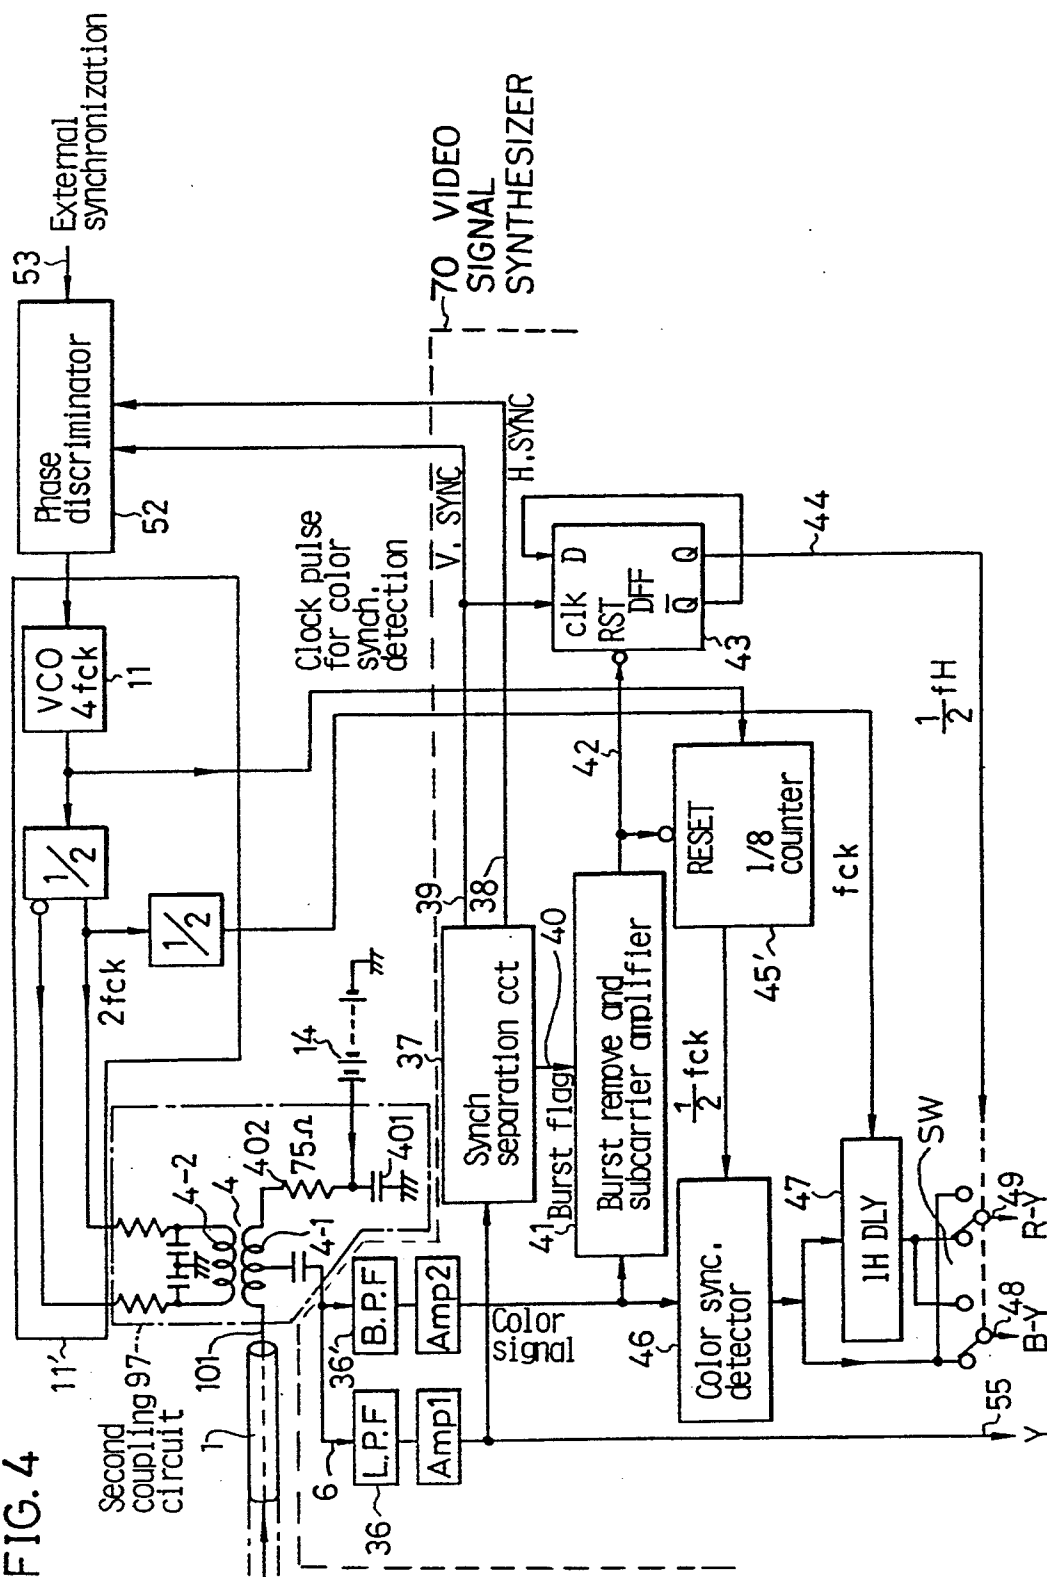 FIG. 4
External
synchronization
53
Phase
discriminator
52
VCO
4fck
11
1/2
1/2
2fck
11'
Second
coupling 97
circuit
101
1
4-2
4
4-1
402
75Ω
401
14
Clock pulse
for color
synch.
detection
70 VIDEO
SIGNAL
SYNTHESIZER
V. SYNC
H. SYNC
39
38
37
Synch
separation cct
40
Burst flag
41
Burst remove and
subcarrier amplifier
42
clk D
RST
DFF
Q̅ Q
43
44
RESET
1/8
counter
45'
1/2 fck
fck
1/2 fH
6
L.P.F
36
Amp1
B.P.F
36'
Amp2
Color
signal
46
Color sync.
detector
47
1H DLY
SW
48
49
B-Y
R-Y
55
Y